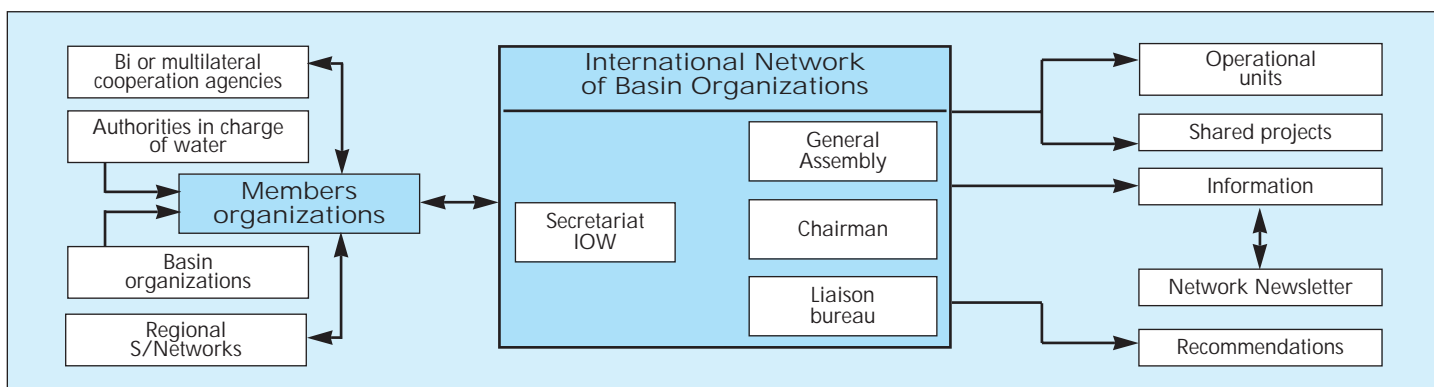 Bi or multilateral
cooperation agencies
Authorities in charge
of water
Members
organizations
Basin
organizations
Regional
S/Networks
International Network
of Basin Organizations
General
Assembly
Secretariat
IOW
Chairman
Liaison
bureau
Operational
units
Shared projects
Information
Network Newsletter
Recommendations